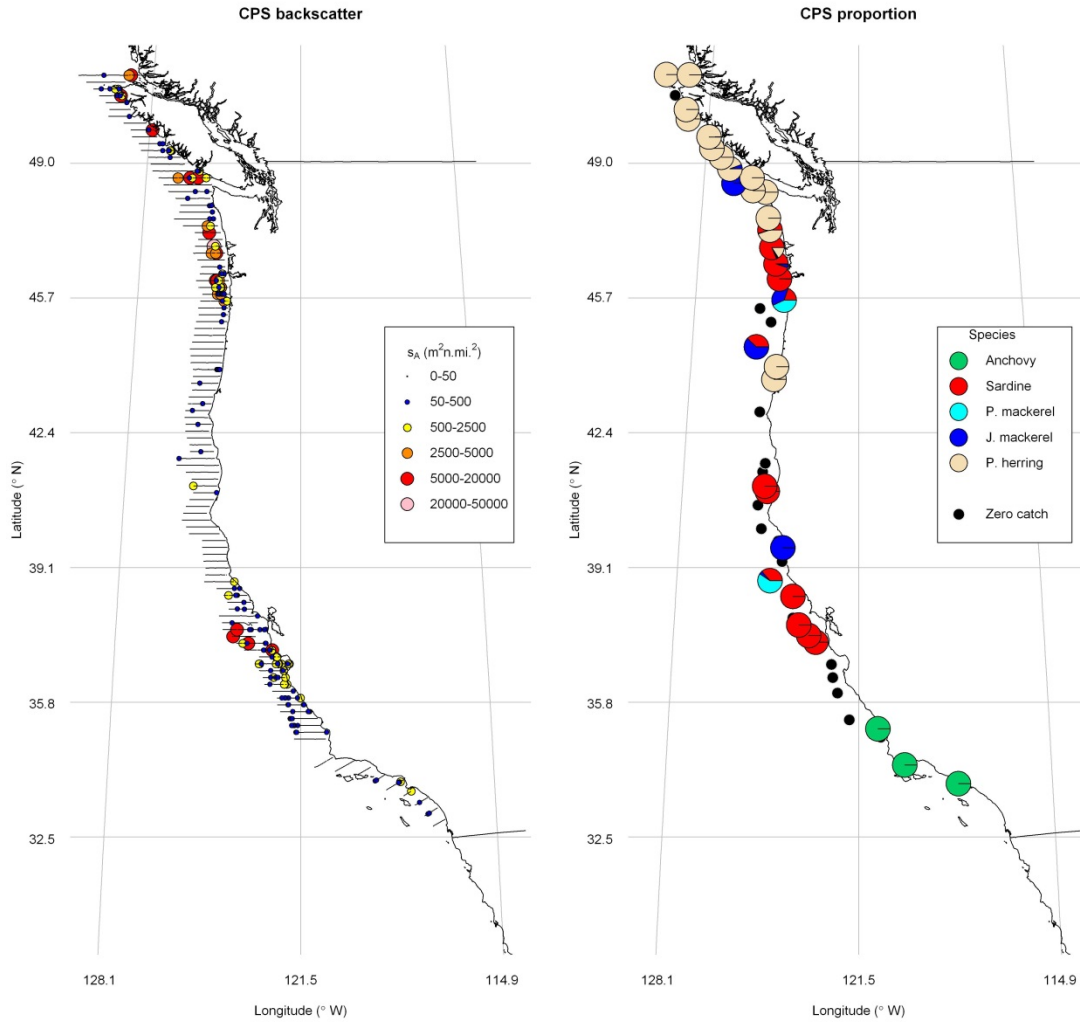 CPS backscatter
49.0
45.7
42.4
39.1
35.8
32.5
Latitude (° N)
128.1
121.5
114.9
Longitude (° W)
s_A (m²n.mi.²)
0-50
50-500
500-2500
2500-5000
5000-20000
20000-50000
CPS proportion
49.0
45.7
42.4
39.1
35.8
32.5
Latitude (° N)
128.1
121.5
114.9
Longitude (° W)
Species
Anchovy
Sardine
P. mackerel
J. mackerel
P. herring
Zero catch